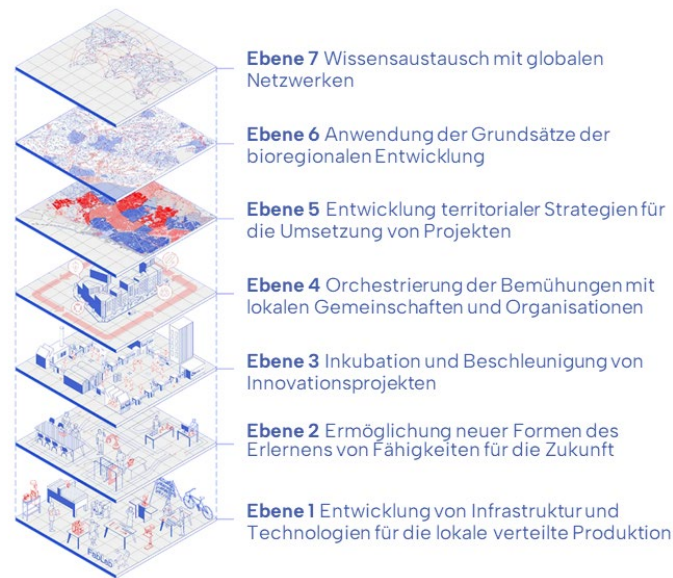 Ebene 7 Wissensaustausch mit globalen
Netzwerken
Ebene 6 Anwendung der Grundsätze der
bioregionalen Entwicklung
Ebene 5 Entwicklung territorialer Strategien für
die Umsetzung von Projekten
Ebene 4 Orchestrierung der Bemühungen mit
lokalen Gemeinschaften und Organisationen
Ebene 3 Inkubation und Beschleunigung von
Innovationsprojekten
Ebene 2 Ermöglichung neuer Formen des
Erlernens von Fähigkeiten für die Zukunft
Ebene 1 Entwicklung von Infrastruktur und
Technologien für die lokale verteilte Produktion